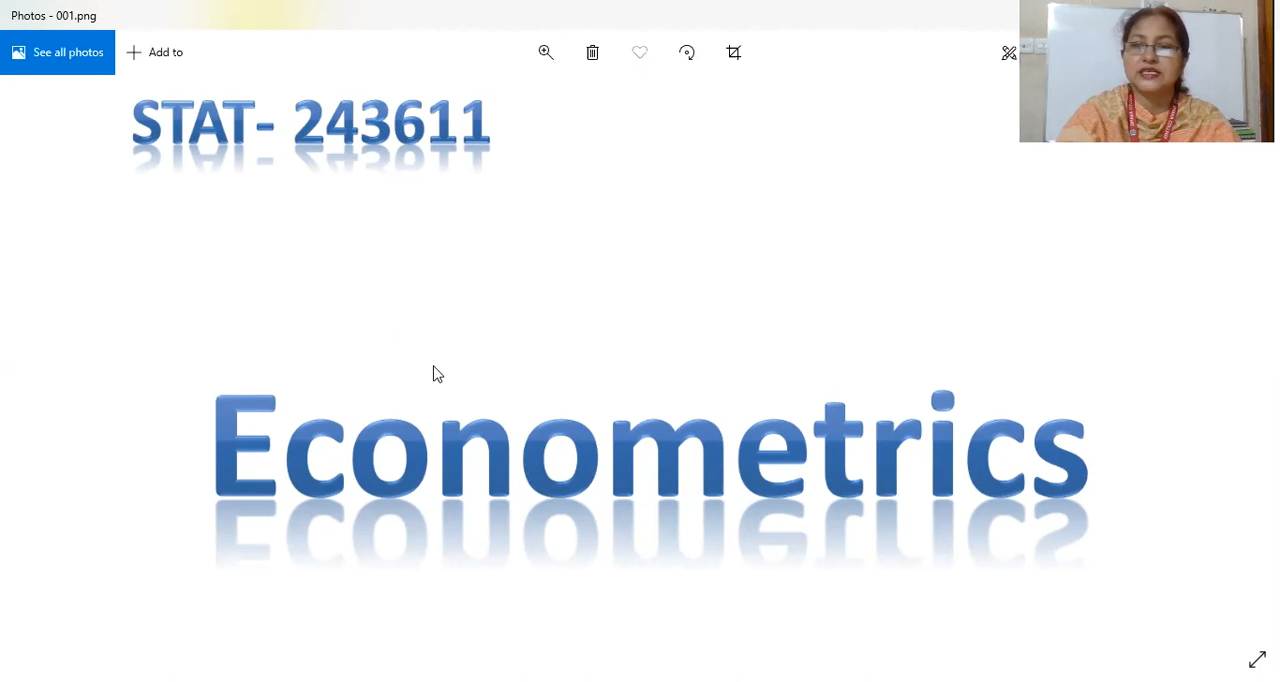 Photos - 001.png
See all photos
Add to
STAT- 243611
Econometrics